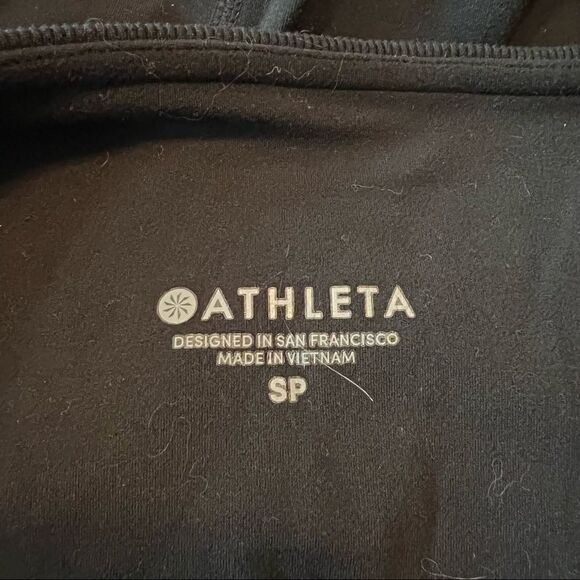 ATHLETA
DESIGNED IN SAN FRANCISCO
MADE IN VIETNAM
SP